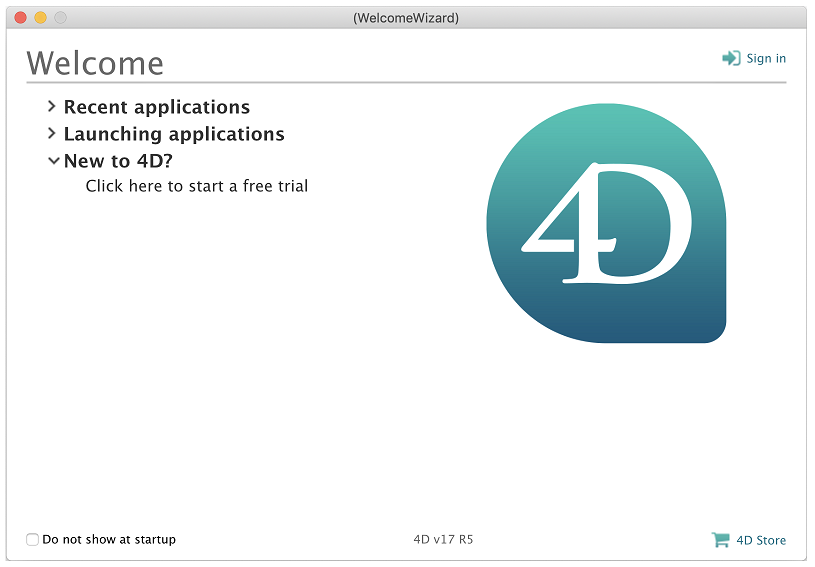 (WelcomeWizard)
Welcome
Sign in
Recent applications
Launching applications
New to 4D?
Click here to start a free trial
4D
Do not show at startup
4D v17 R5
4D Store